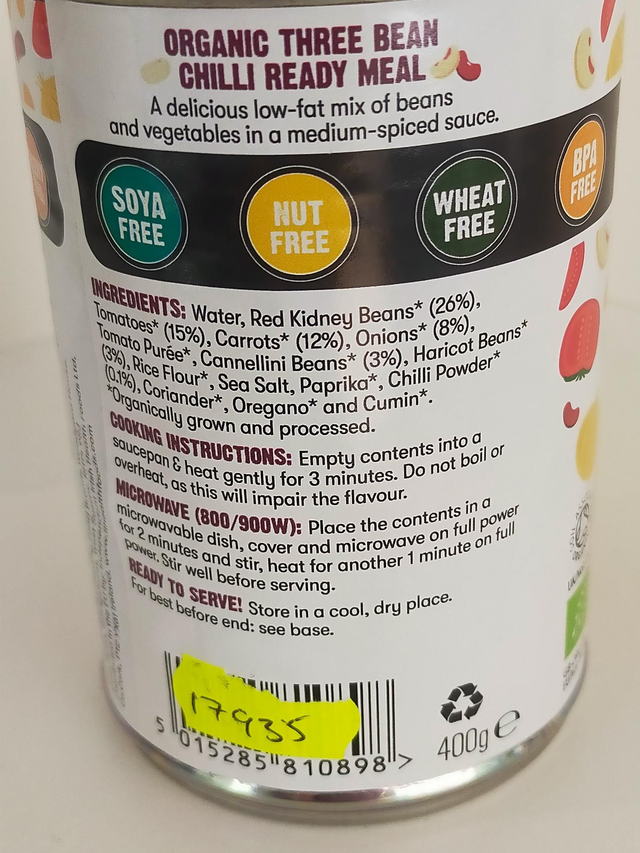 ORGANIC THREE BEAN
CHILLI READY MEAL
A delicious low-fat mix of beans
and vegetables in a medium-spiced sauce.
SOYA
FREE
NUT
FREE
WHEAT
FREE
BPA
FREE
INGREDIENTS: Water, Red Kidney Beans* (26%),
Tomatoes* (15%), Carrots* (12%), Onions* (8%),
Tomato Purêe*, Cannellini Beans* (3%), Haricot Beans*
(3%), Rice Flour*, Sea Salt, Paprika*, Chilli Powder*
(0.1%), Coriander*, Oregano* and Cumin*.
*Organically grown and processed.
COOKING INSTRUCTIONS: Empty contents into a
saucepan & heat gently for 3 minutes. Do not boil or
overheat, as this will impair the flavour.
MICROWAVE (800/900W): Place the contents in a
microwavable dish, cover and microwave on full power
for 2 minutes and stir, heat for another 1 minute on full
power. Stir well before serving.
READY TO SERVE! Store in a cool, dry place.
For best before end: see base.
17935
5 015285 810898 >
400g e